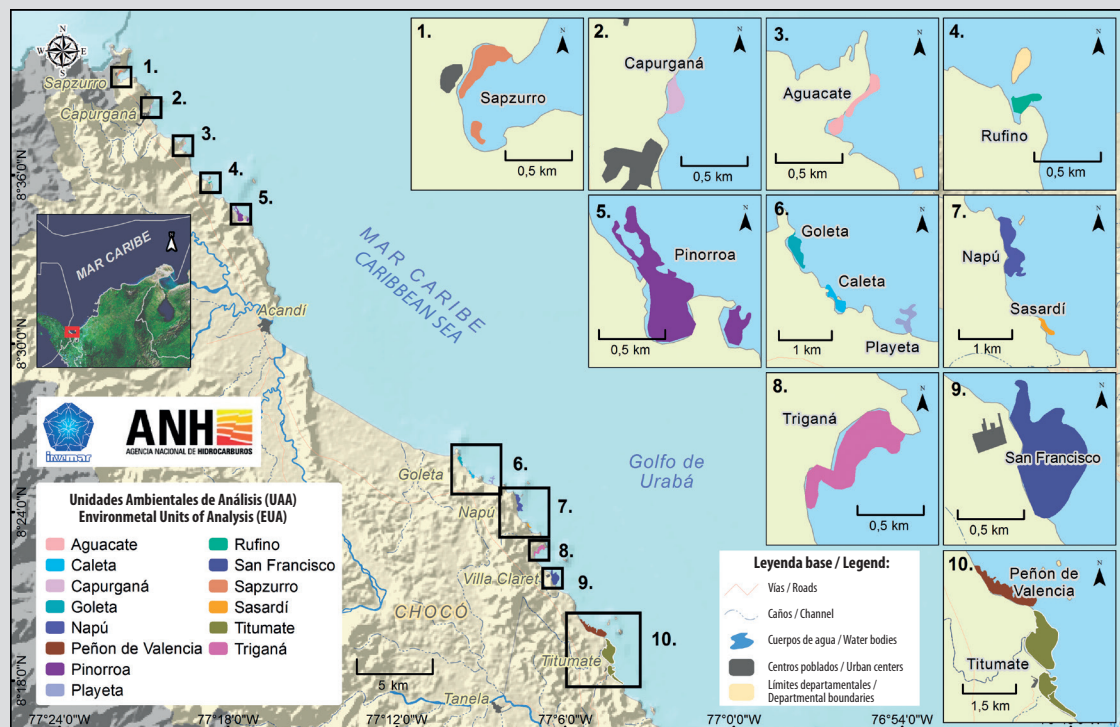 N
W
E
S
Sapzurro
1.
Capurganá
2.
3.
4.
5.
8°36'0"N
8°30'0"N
8°24'0"N
8°18'0"N
N
MAR CARIBE
MAR CARIBE
CARIBBEAN SEA
Acandí
invemar
ANH
AGENCIA NACIONAL DE HIDROCARBUROS
Unidades Ambientales de Análisis (UAA)
Environmetal Units of Analysis (EUA)
Aguacate
Caleta
Capurganá
Goleta
Napú
Peñón de Valencia
Pinorroa
Playeta
Rufino
San Francisco
Sapzurro
Sasardí
Titumate
Triganá
Goleta
6.
Golfo de
Urabá
Napú
7.
8.
Villa Claret
9.
CHOCÓ
10.
Titumate
5 km
Tanela
77°24'0"W
77°18'0"W
77°12'0"W
77°6'0"W
77°0'0"W
76°54'0"W
1.
N
Sapzurro
0,5 km
2.
N
Capurganá
0,5 km
3.
N
Aguacate
0,5 km
4.
N
Rufino
0,5 km
5.
N
Pinorroa
0,5 km
6.
N
Goleta
Caleta
Playeta
1 km
7.
N
Napú
Sasardí
1 km
8.
N
Triganá
0,5 km
9.
N
San Francisco
0,5 km
Leyenda base / Legend:
Vías / Roads
Caños / Channel
Cuerpos de agua / Water bodies
Centros poblados / Urban centers
Límites departamentales /
Departmental boundaries
10.
N
Peñón de
Valencia
Titumate
1,5 km